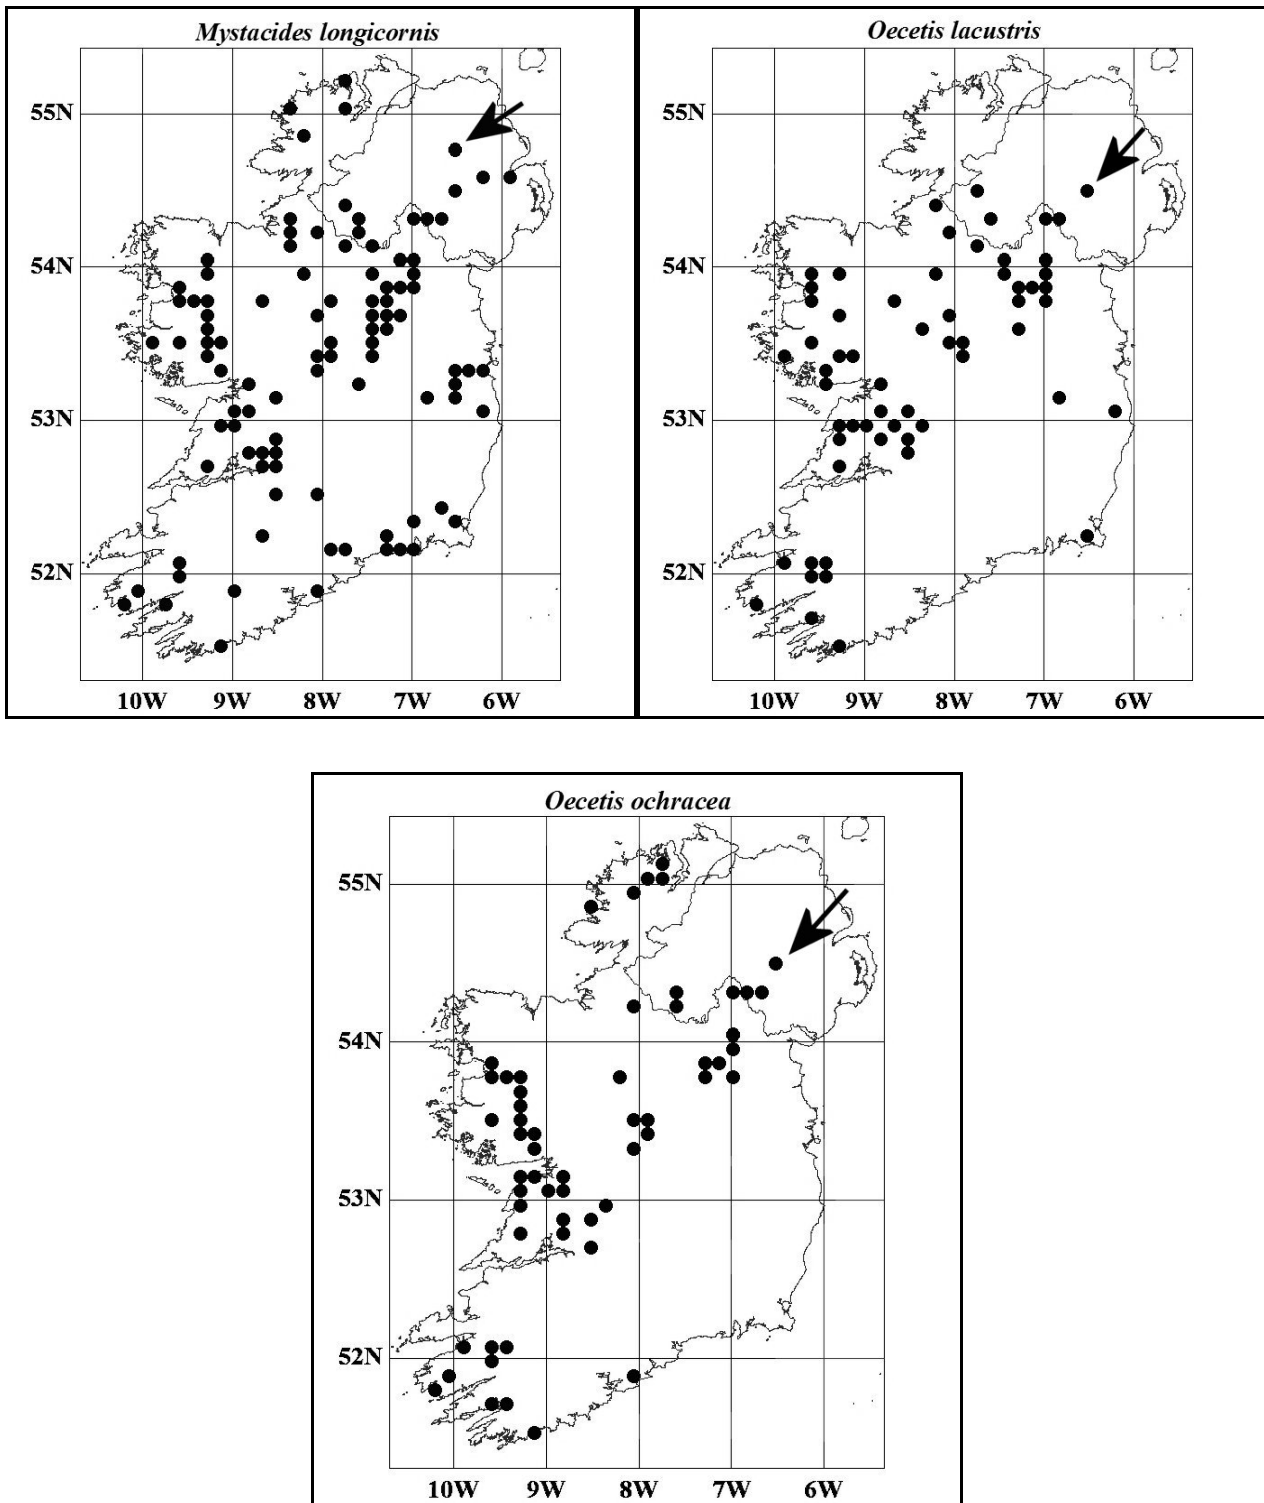 Mystacides longicornis
55N
54N
53N
52N
10W 9W 8W 7W 6W
Oecetis lacustris
55N
54N
53N
52N
10W 9W 8W 7W 6W
Oecetis ochracea
55N
54N
53N
52N
10W 9W 8W 7W 6W